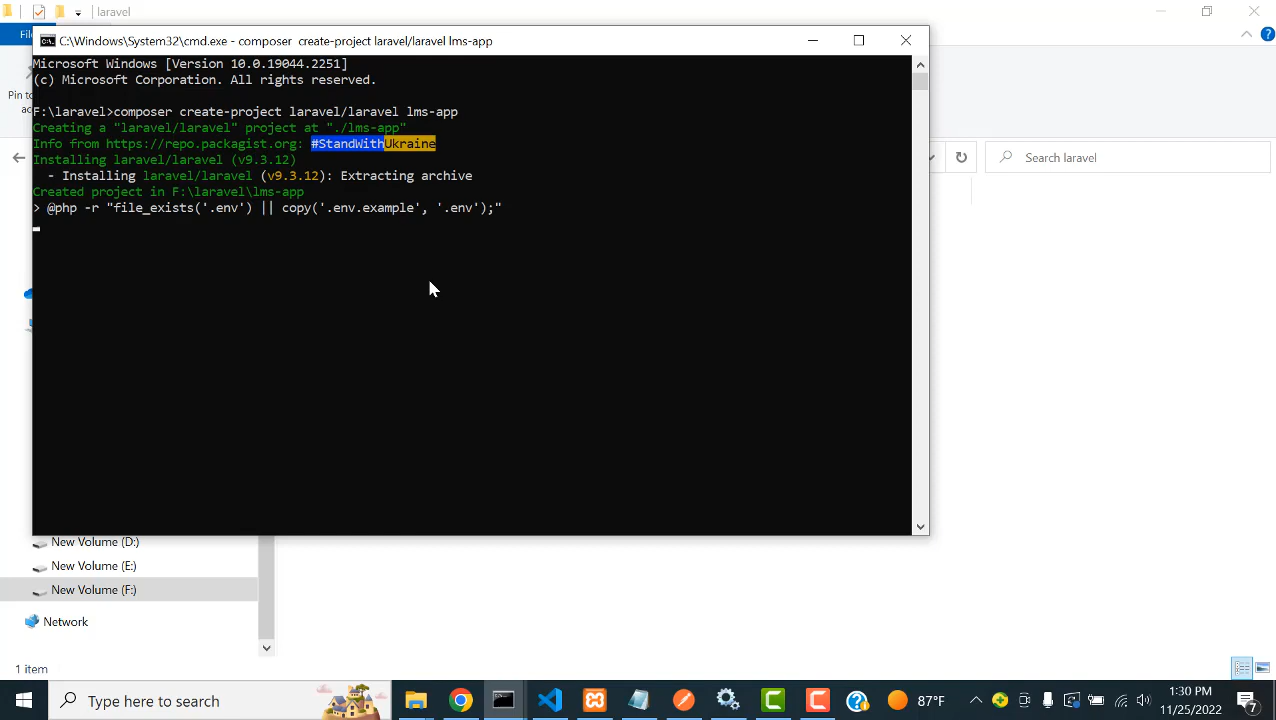 laravel
C:\Windows\System32\cmd.exe - composer  create-project laravel/laravel lms-app
Microsoft Windows [Version 10.0.19044.2251]
(c) Microsoft Corporation. All rights reserved.
F:\laravel>composer create-project laravel/laravel lms-app
Creating a "laravel/laravel" project at "./lms-app"
Info from https://repo.packagist.org: #StandWithUkraine
Installing laravel/laravel (v9.3.12)
- Installing laravel/laravel (v9.3.12): Extracting archive
Created project in F:\laravel\lms-app
> @php -r "file_exists('.env') || copy('.env.example', '.env');"
Pin to
Search laravel
New Volume (D:)
New Volume (E:)
New Volume (F:)
Network
1 item
Type here to search
87°F
1:30 PM
11/25/2022
7